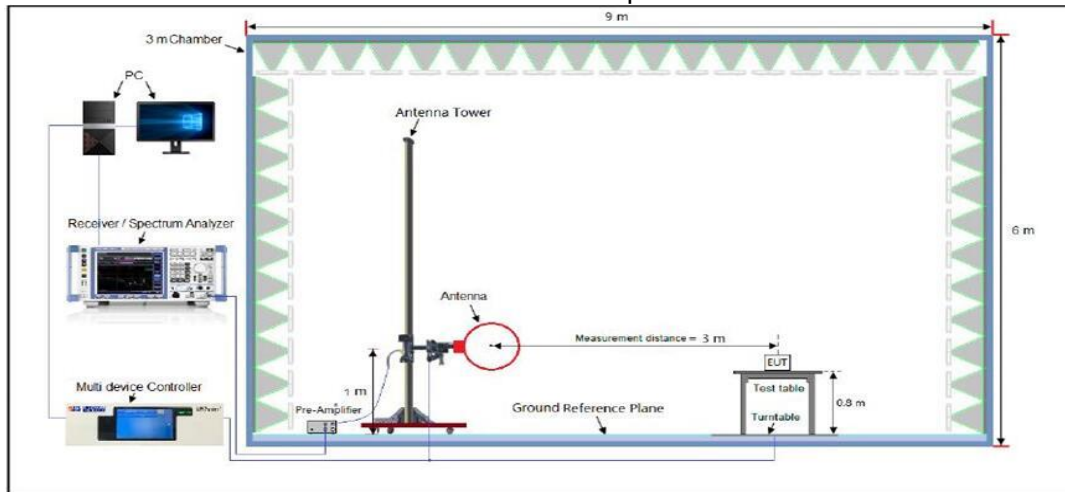 9 m
3 m Chamber
PC
Antenna Tower
Receiver / Spectrum Analyzer
6 m
Antenna
Measurement distance = 3 m
EUT
Multi device Controller
1 m
Test table
0.8 m
Pre-Amplifier
Ground Reference Plane
Turntable